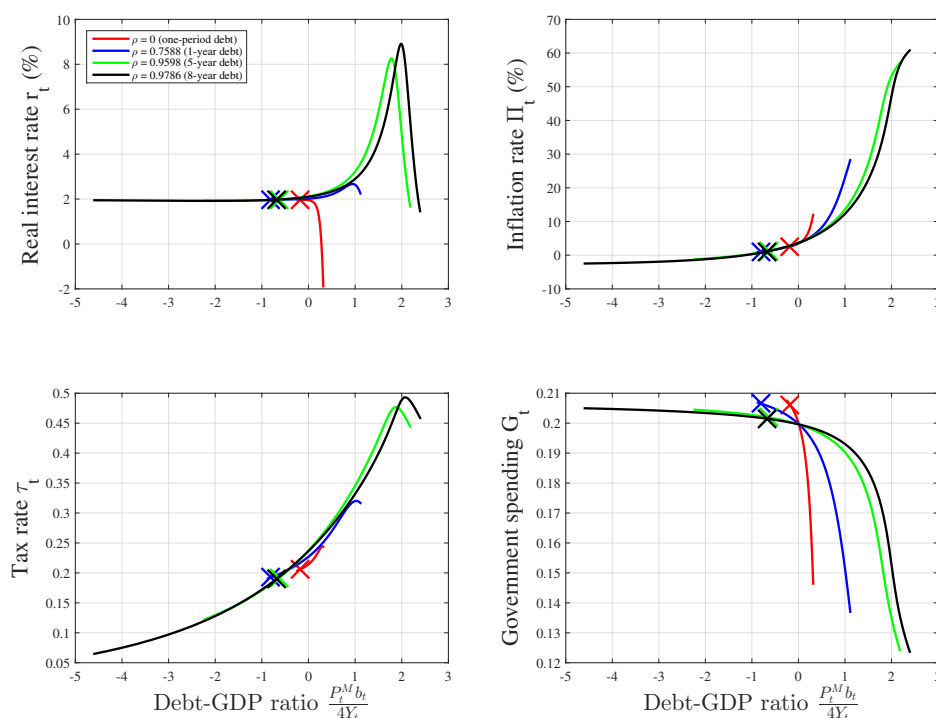 Real interest rate r_t (%)
10
8
6
4
2
0
-2
ρ = 0 (one-period debt)
ρ = 0.7588 (1-year debt)
ρ = 0.9598 (5-year debt)
ρ = 0.9786 (8-year debt)
-5 -4 -3 -2 -1 0 1 2 3
Inflation rate Π_t (%)
70
60
50
40
30
20
10
0
-10
-5 -4 -3 -2 -1 0 1 2 3
Tax rate τ_t
0.5
0.45
0.4
0.35
0.3
0.25
0.2
0.15
0.1
0.05
-5 -4 -3 -2 -1 0 1 2 3
Debt-GDP ratio P_t^M b_t / 4Y_t
Government spending G_t
0.21
0.2
0.19
0.18
0.17
0.16
0.15
0.14
0.13
0.12
-5 -4 -3 -2 -1 0 1 2 3
Debt-GDP ratio P_t^M b_t / 4Y_t